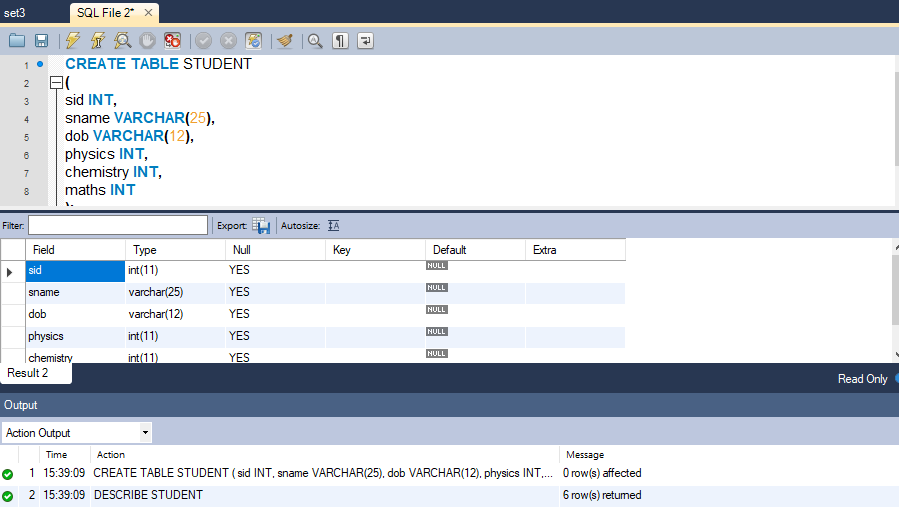 set3 SQL File 2* ×
1 CREATE TABLE STUDENT
2 (
3 sid INT,
4 sname VARCHAR(25),
5 dob VARCHAR(12),
6 physics INT,
7 chemistry INT,
8 maths INT
);
Filter: Export: Autosize:
Field Type Null Key Default Extra
sid int(11) YES NULL
sname varchar(25) YES NULL
dob varchar(12) YES NULL
physics int(11) YES NULL
chemistry int(11) YES NULL
Result 2
Read Only
Output
Action Output
Time Action Message
1 15:39:09 CREATE TABLE STUDENT ( sid INT, sname VARCHAR(25), dob VARCHAR(12), physics INT,... 0 row(s) affected
2 15:39:09 DESCRIBE STUDENT 6 row(s) returned